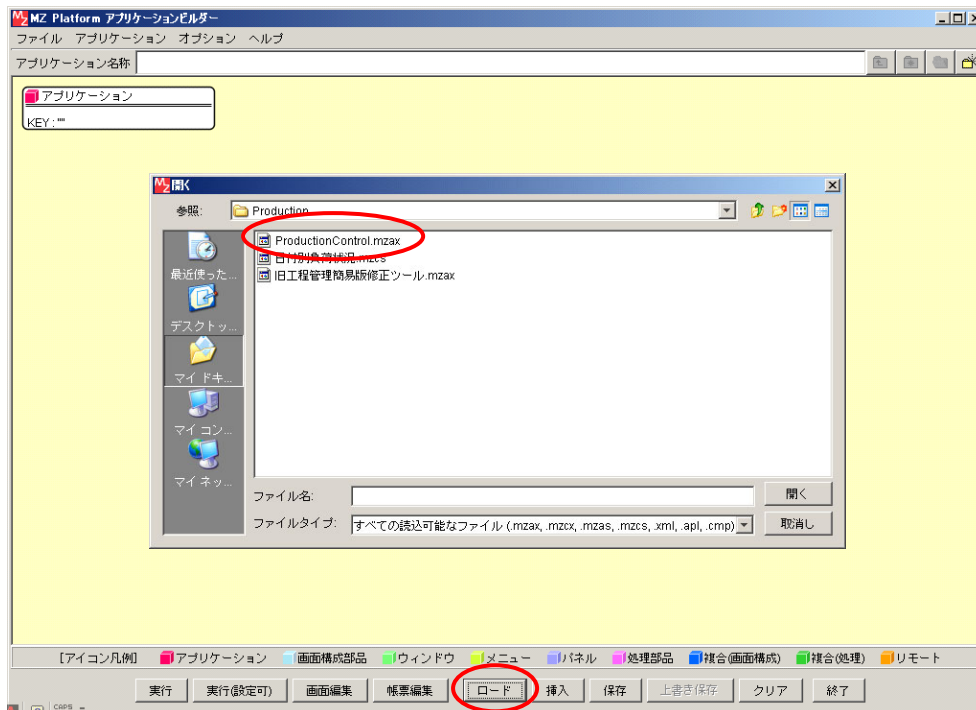 MZ Platform アプリケーションビルダー
ファイル アプリケーション オプション ヘルプ
アプリケーション名称
アプリケーション
KEY : ""
開く
参照: Production
ProductionControl.mzax
日付別負荷状況.mzcs
旧工程管理簡易版修正ツール.mzax
最近使った...
デスクトッ...
マイ ドキ...
マイ コン...
マイ ネッ...
ファイル名: 開く
ファイルタイプ: すべての読込可能なファイル (.mzax, .mzcx, .mzas, .mzcs, .xml, .apl, .cmp) 取消し
[アイコン凡例] アプリケーション 画面構成部品 ウィンドウ メニュー パネル 処理部品 複合(画面構成) 複合(処理) リモート
実行 実行(設定可) 画面編集 帳票編集 ロード 挿入 保存 上書き保存 クリア 終了
CAPS